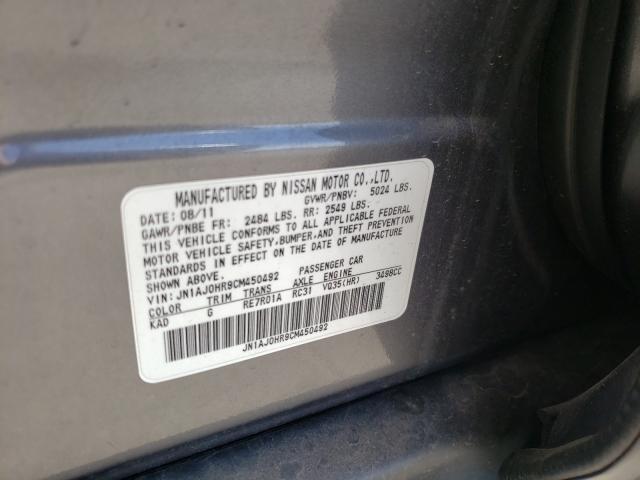 MANUFACTURED BY NISSAN MOTOR CO.,LTD.
DATE: 08/11 GVWR/PNBV: 5024 LBS.
GAWR/PNBE FR: 2484 LBS. RR: 2549 LBS.
THIS VEHICLE CONFORMS TO ALL APPLICABLE FEDERAL
MOTOR VEHICLE SAFETY,BUMPER,AND THEFT PREVENTION
STANDARDS IN EFFECT ON THE DATE OF MANUFACTURE
SHOWN ABOVE.
VIN: JN1AJ0HR9CM450492 PASSENGER CAR
COLOR TRIM TRANS AXLE ENGINE
KAD G RE7R01A RC31 VQ35(HR) 3498CC
JN1AJ0HR9CM450492